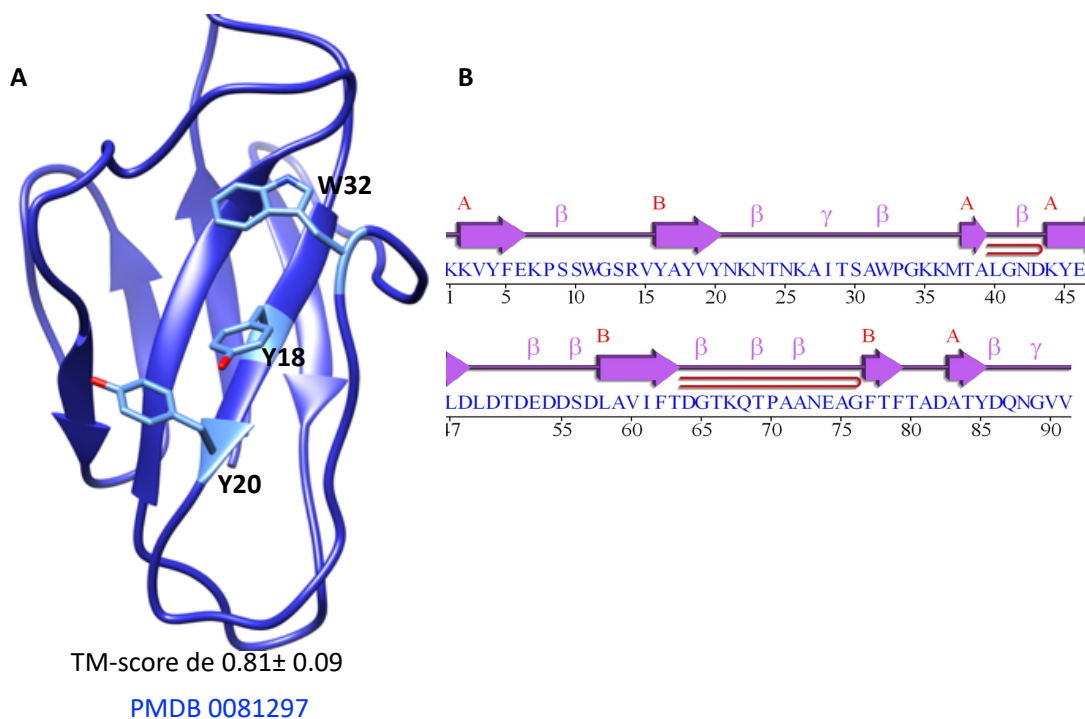 A
W32
Y18
Y20
TM-score de 0.81± 0.09
PMDB 0081297
B
A β B β γ β A β A
KKVYFEKPSSWGSRVYAYVYNKNTNKAITSAWPGKKMTALGNDKYE
1 5 10 15 20 25 30 35 40 45
β β B β β β B A β γ
LDLDTDEDDSDLAVIFTDGTKQTPAANEAGFTFTADATYDQNGVV
47 55 60 65 70 75 80 85 90